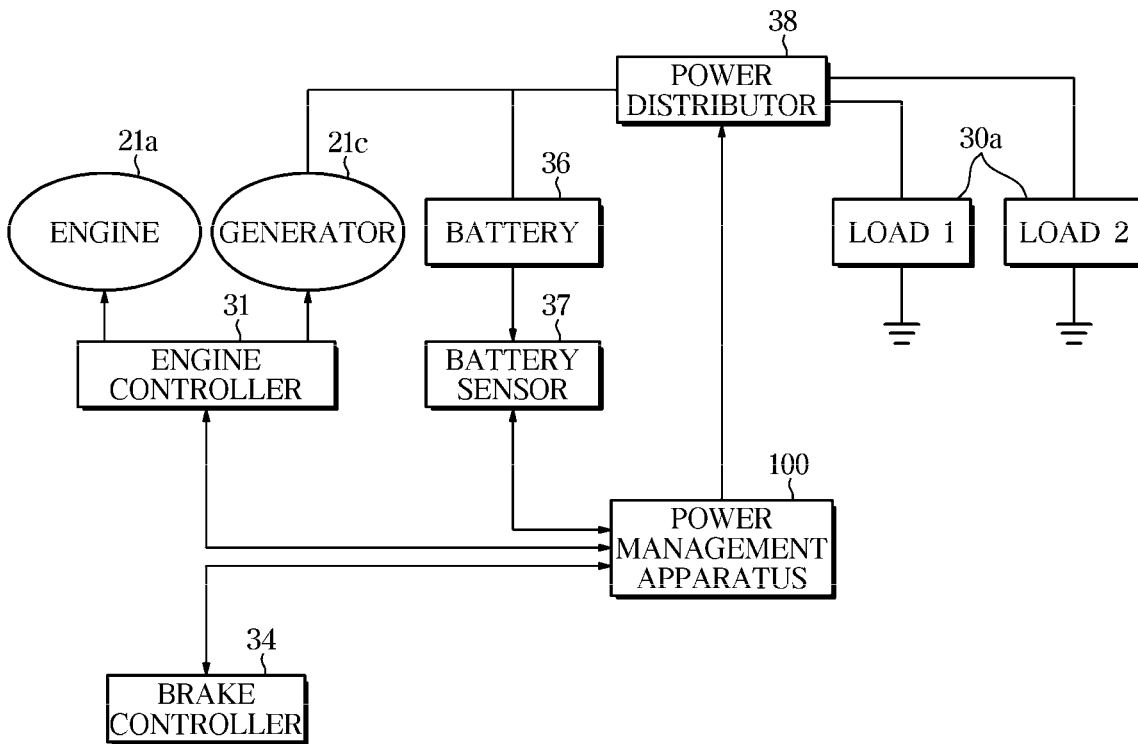 38
POWER
DISTRIBUTOR
21a
21c
36
30a
ENGINE
GENERATOR
BATTERY
LOAD 1
LOAD 2
31
37
ENGINE
CONTROLLER
BATTERY
SENSOR
100
POWER
MANAGEMENT
APPARATUS
34
BRAKE
CONTROLLER